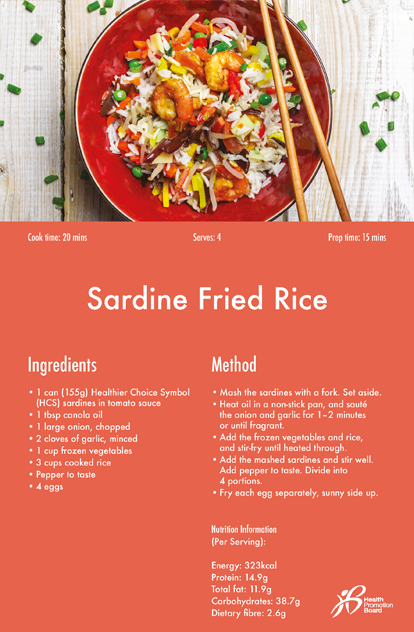 Cook time: 20 mins
Serves: 4
Prep time: 15 mins
Sardine Fried Rice
Ingredients
• 1 can (155g) Healthier Choice Symbol
(HCS) sardines in tomato sauce
• 1 tbsp canola oil
• 1 large onion, chopped
• 2 cloves of garlic, minced
• 1 cup frozen vegetables
• 3 cups cooked rice
• Pepper to taste
• 4 eggs
Method
• Mash the sardines with a fork. Set aside.
• Heat oil in a non-stick pan, and sauté
the onion and garlic for 1–2 minutes
or until fragrant.
• Add the frozen vegetables and rice,
and stir-fry until heated through.
• Add the mashed sardines and stir well.
Add pepper to taste. Divide into
4 portions.
• Fry each egg separately, sunny side up.
Nutrition Information
(Per Serving):
Energy: 323kcal
Protein: 14.9g
Total fat: 11.9g
Carbohydrates: 38.7g
Dietary fibre: 2.6g
Health
Promotion
Board